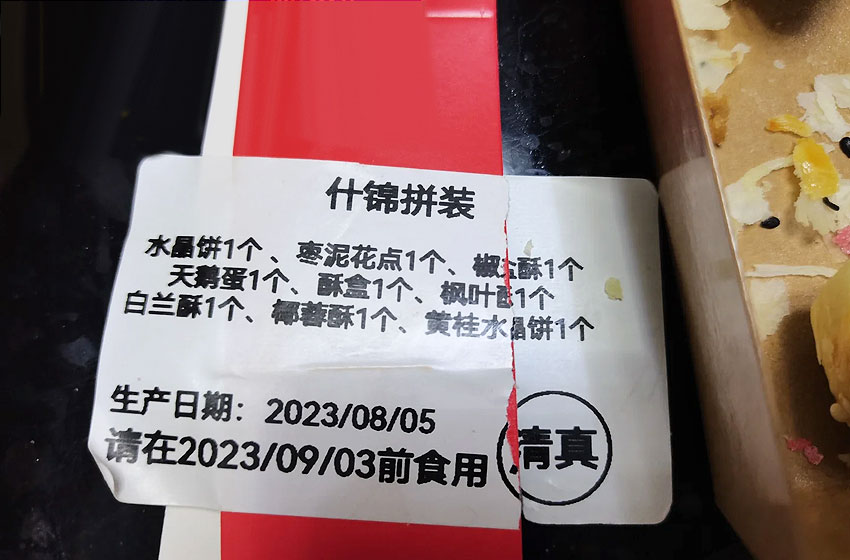 什锦拼装
水晶饼1个、枣泥花点1个、椒盐酥1个
天鹅蛋1个、酥盒1个、枫叶酥1个
白兰酥1个、椰蓉酥1个、黄桂水晶饼1个
生产日期：2023/08/05
请在2023/09/03前食用
清真